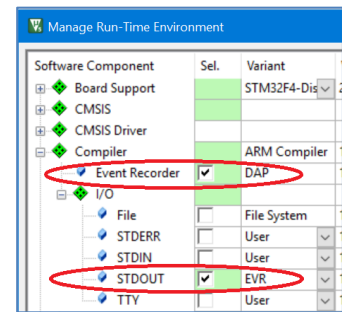 Manage Run-Time Environment
Software Component Sel. Variant
Board Support STM32F4-Dis
CMSIS
CMSIS Driver
Compiler ARM Compiler
Event Recorder DAP
I/O
File File System
STDERR User
STDIN User
STDOUT EVR
TTY User